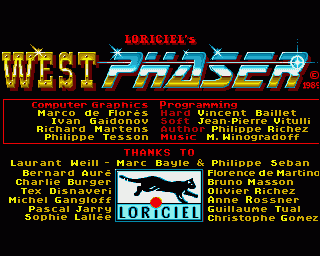 LORICIEL's
WEST PHASER
© 1989
Computer Graphics Programming
Marco de Florès Hard Vincent Baillet
Ivan Gaidonov Soft Jean-Pierre Vitulli
Richard Martens Author Philippe Richez
Philippe Tesson Music M. Winogradoff
THANKS TO
Laurant Weill - Marc Bayle & Philippe Seban
Bernard Auré Florence de Martino
Charlie Burger Bruno Masson
Tex Disnaveri Olivier Richez
Michel Gangloff Anne Rossner
Pascal Jarry Guillaume Tual
Sophie Lallée Christophe Gomez
LORICIEL